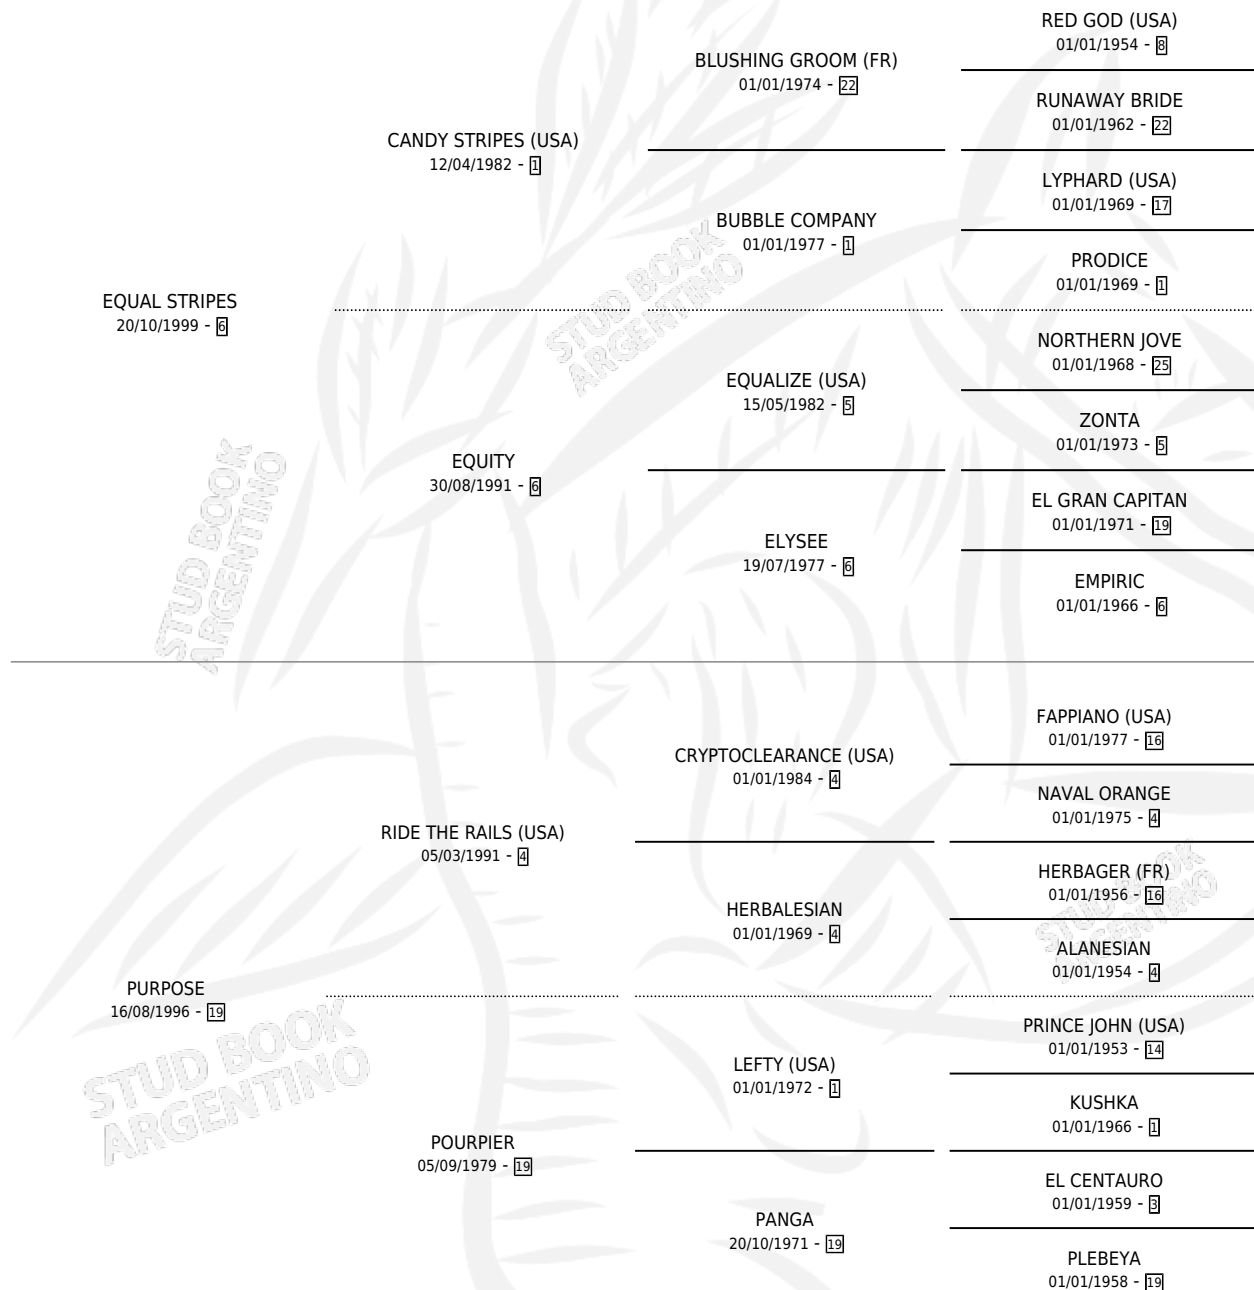 RED GOD (USA)
01/01/1954 - 8
BLUSHING GROOM (FR)
01/01/1974 - 22
RUNAWAY BRIDE
01/01/1962 - 22
CANDY STRIPES (USA)
12/04/1982 - 1
LYPHARD (USA)
01/01/1969 - 17
BUBBLE COMPANY
01/01/1977 - 1
PRODICE
01/01/1969 - 1
EQUAL STRIPES
20/10/1999 - 6
NORTHERN JOVE
01/01/1968 - 25
EQUALIZE (USA)
15/05/1982 - 5
ZONTA
01/01/1973 - 5
EQUITY
30/08/1991 - 6
EL GRAN CAPITAN
01/01/1971 - 19
ELYSEE
19/07/1977 - 6
EMPIRIC
01/01/1966 - 6
STUD BOOK
ARGENTINO
STUD BOOK
ARGENTINO
FAPPIANO (USA)
01/01/1977 - 16
CRYPTOCLEARANCE (USA)
01/01/1984 - 4
NAVAL ORANGE
01/01/1975 - 4
RIDE THE RAILS (USA)
05/03/1991 - 4
HERBAGER (FR)
01/01/1956 - 16
HERBALESIAN
01/01/1969 - 4
ALANESIAN
01/01/1954 - 4
PURPOSE
16/08/1996 - 19
PRINCE JOHN (USA)
01/01/1953 - 14
LEFTY (USA)
01/01/1972 - 1
KUSHKA
01/01/1966 - 1
POURPIER
05/09/1979 - 19
EL CENTAURO
01/01/1959 - 3
PANGA
20/10/1971 - 19
PLEBEYA
01/01/1958 - 19
STUD BOOK
ARGENTINO
STUD BOOK
ARGENTINO